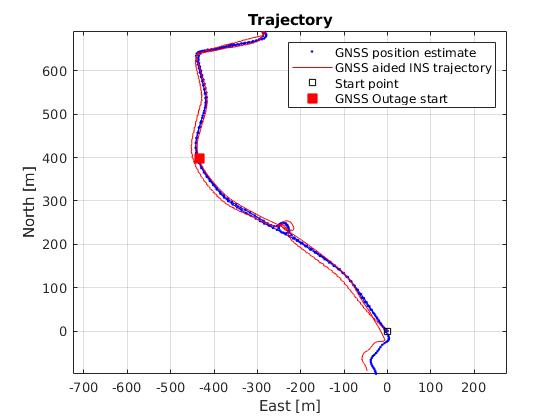 Trajectory
GNSS position estimate
GNSS aided INS trajectory
Start point
GNSS Outage start
North [m]
600
500
400
300
200
100
0
-700 -600 -500 -400 -300 -200 -100 0 100 200
East [m]